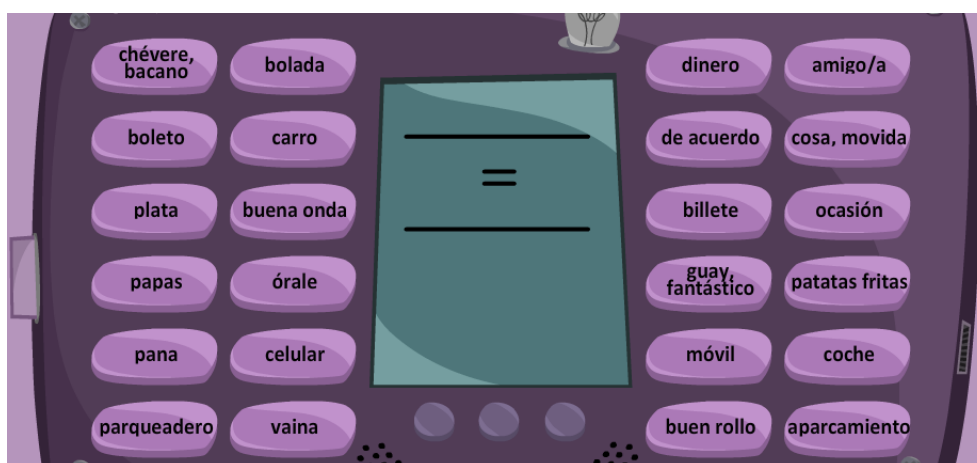 chévere,
bacano
bolada
dinero
amigo/a
boleto
carro
de acuerdo
cosa, movida
=
plata
buena onda
billete
ocasión
papas
órale
guay,
fantástico
patatas fritas
pana
celular
móvil
coche
parqueadero
vaina
buen rollo
aparcamiento